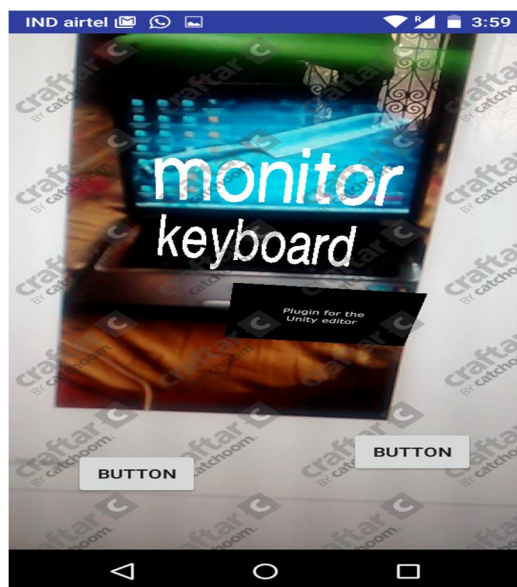 IND airtel
R
3:59
monitor
keyboard
Plugin for the
Unity editor
BUTTON
BUTTON
craftar
BY catchoom.